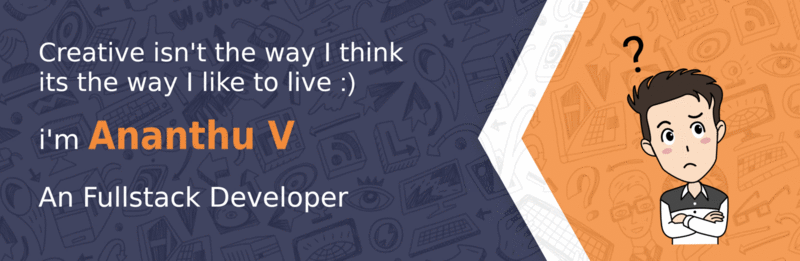 Creative isn't the way I think
its the way I like to live :)
i'm Ananthu V
An Fullstack Developer
?